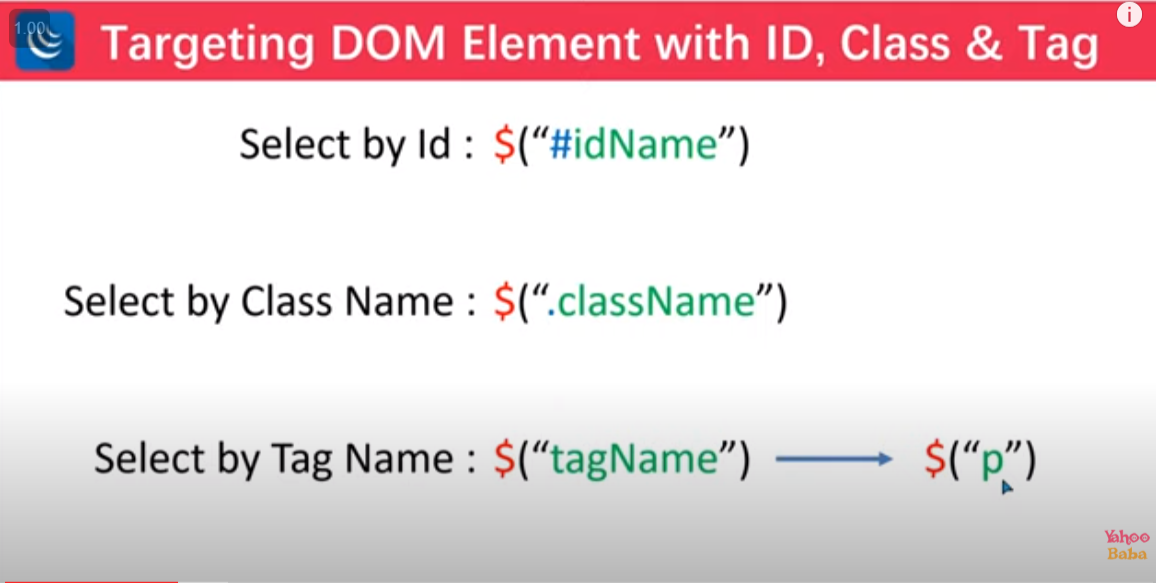 1.00
Targeting DOM Element with ID, Class & Tag
i
Select by Id : $(“#idName”)
Select by Class Name : $(“.className”)
Select by Tag Name : $(“tagName”) $(“p”)
Yahoo
Baba